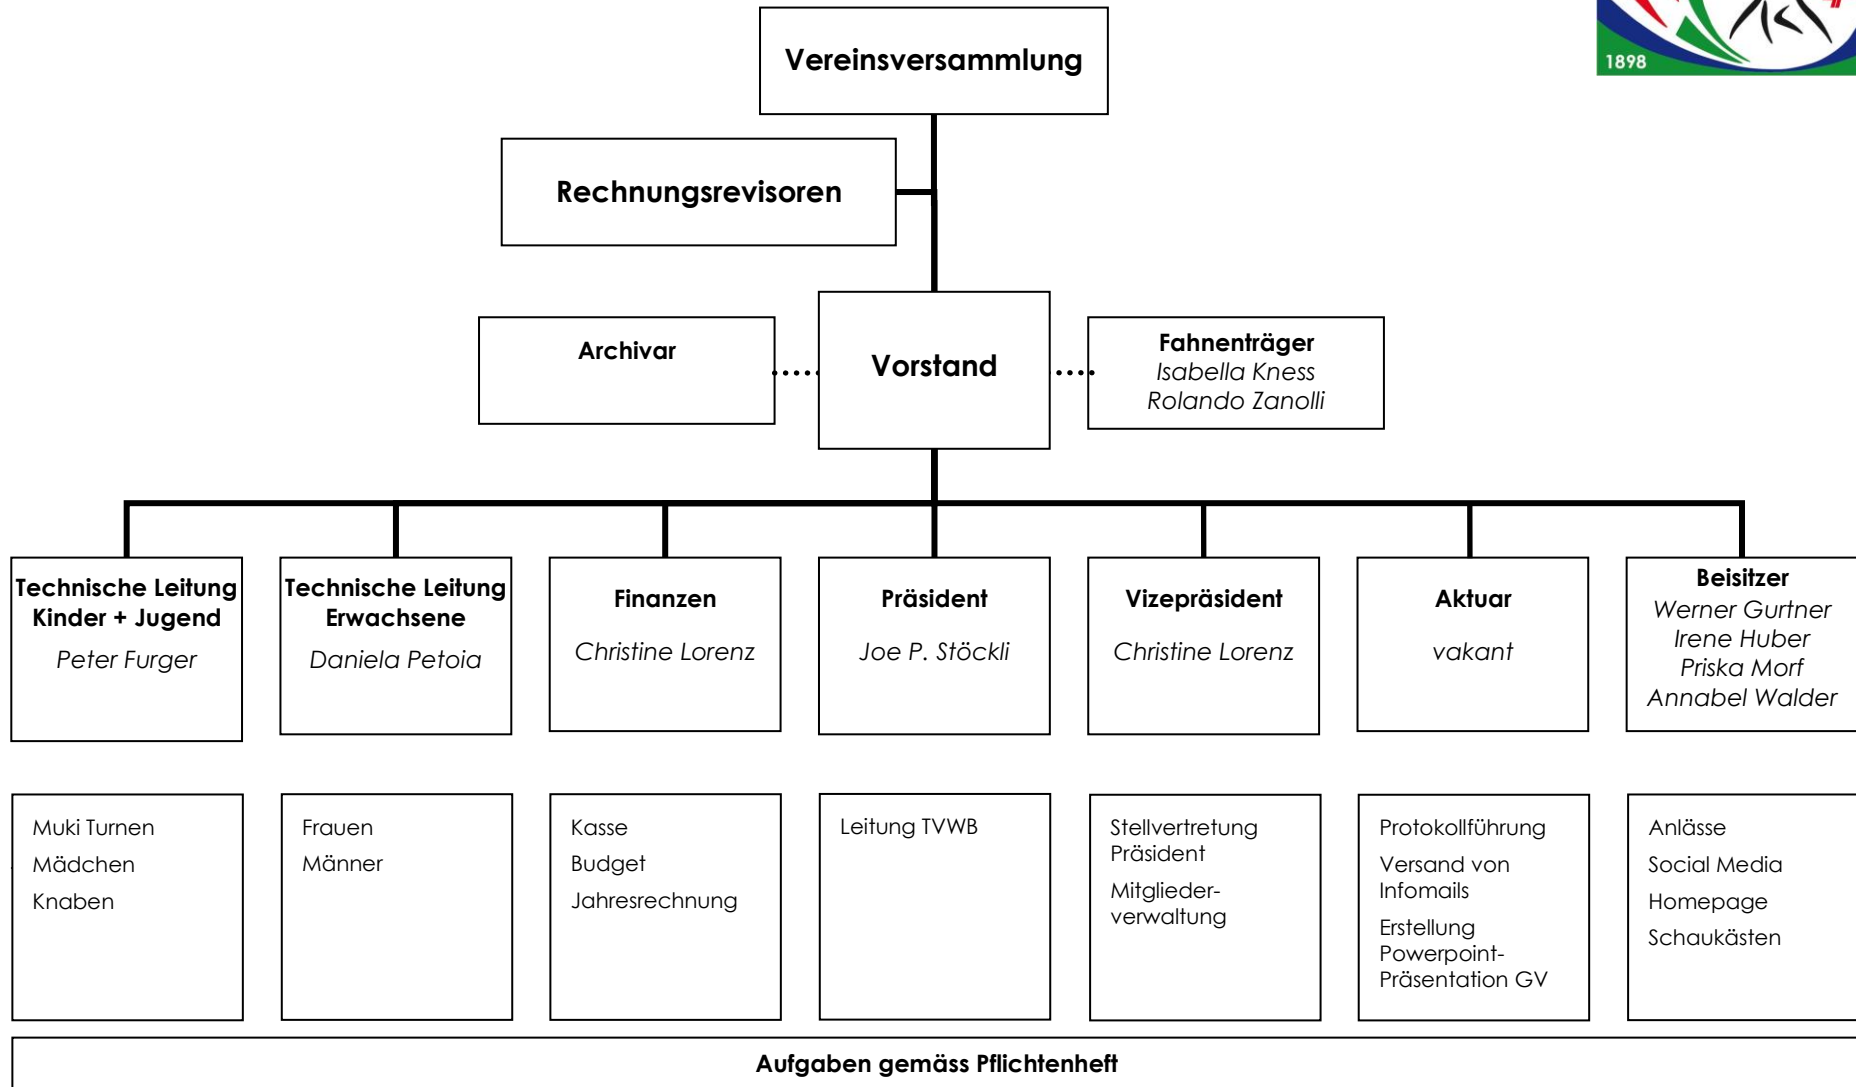 1898
Vereinsversammlung
Rechnungsrevisoren
Archivar
Vorstand
Fahnenträger
Isabella Kness
Rolando Zanolli
Technische Leitung
Kinder + Jugend
Peter Furger
Technische Leitung
Erwachsene
Daniela Petoia
Finanzen
Christine Lorenz
Präsident
Joe P. Stöckli
Vizepräsident
Christine Lorenz
Aktuar
vakant
Beisitzer
Werner Gurtner
Irene Huber
Priska Morf
Annabel Walder
Muki Turnen
Mädchen
Knaben
Frauen
Männer
Kasse
Budget
Jahresrechnung
Leitung TVWB
Stellvertretung
Präsident
Mitglieder-
verwaltung
Protokollführung
Versand von
Infomails
Erstellung
Powerpoint-
Präsentation GV
Anlässe
Social Media
Homepage
Schaukästen
Aufgaben gemäss Pflichtenheft